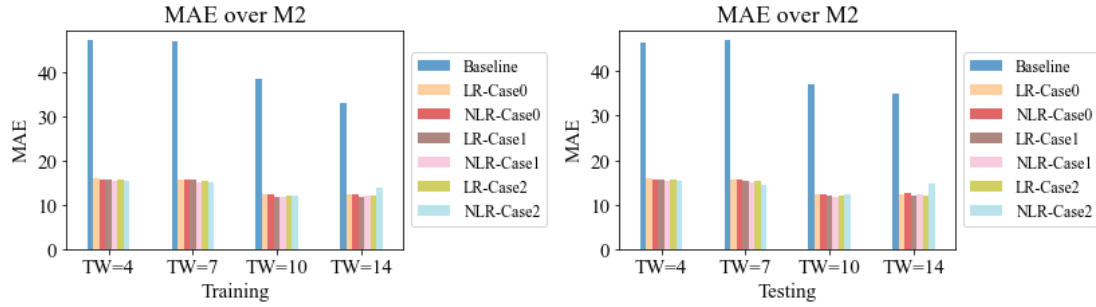 MAE over M2
MAE
40
30
20
10
0
TW=4 TW=7 TW=10 TW=14
Training
Baseline
LR-Case0
NLR-Case0
LR-Case1
NLR-Case1
LR-Case2
NLR-Case2
MAE over M2
MAE
40
30
20
10
0
TW=4 TW=7 TW=10 TW=14
Testing
Baseline
LR-Case0
NLR-Case0
LR-Case1
NLR-Case1
LR-Case2
NLR-Case2